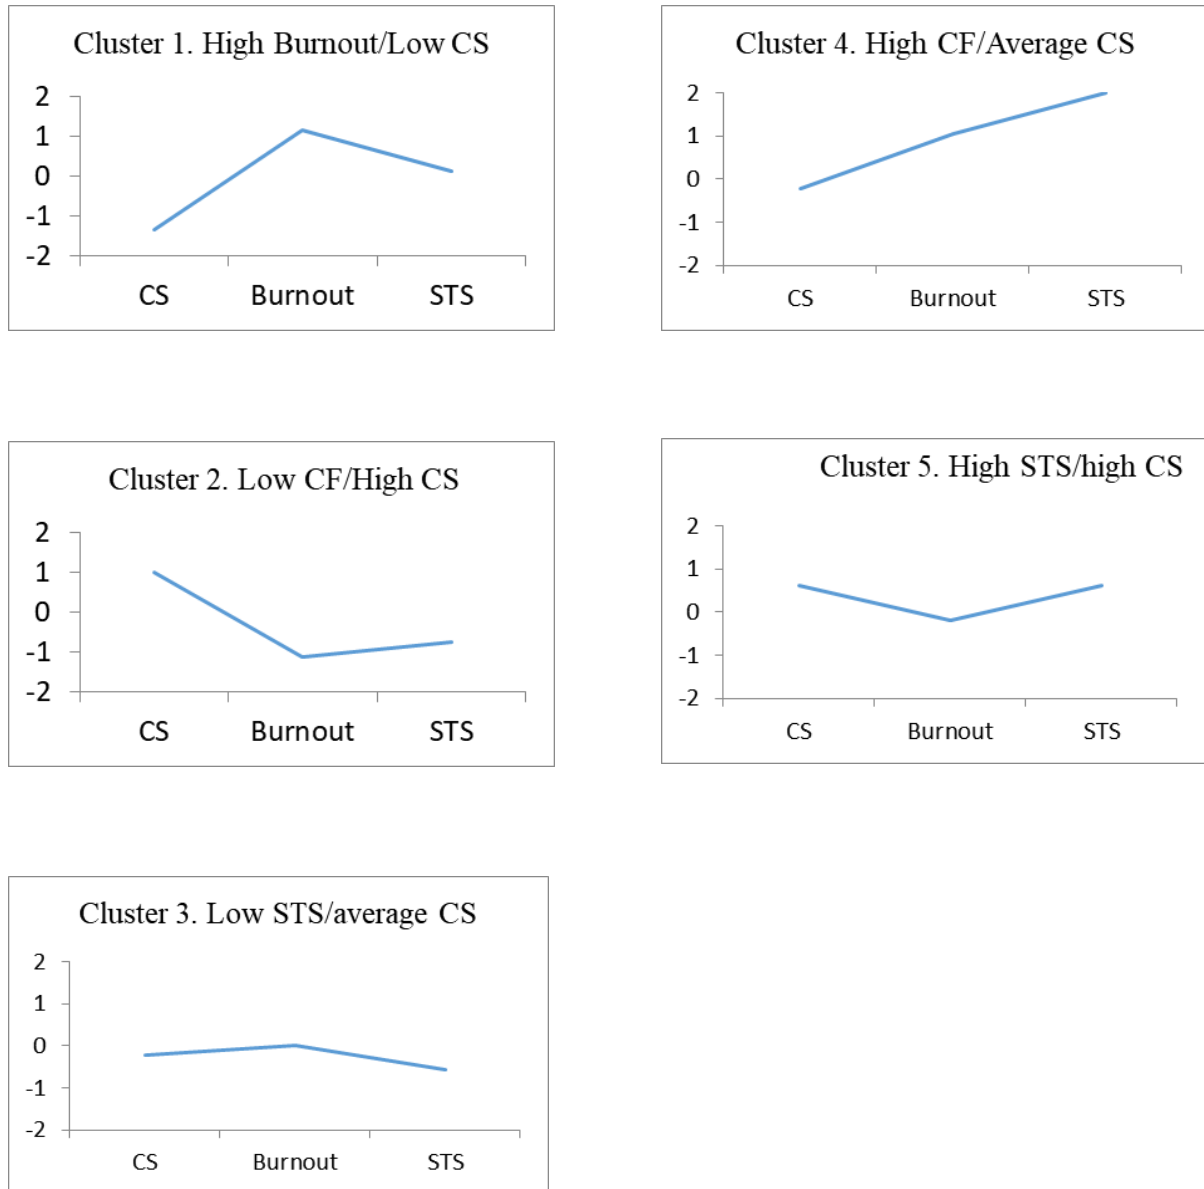 Cluster 1. High Burnout/Low CS
2
1
0
-1
-2
CS Burnout STS
Cluster 4. High CF/Average CS
2
1
0
-1
-2
CS Burnout STS
Cluster 2. Low CF/High CS
2
1
0
-1
-2
CS Burnout STS
Cluster 5. High STS/high CS
2
1
0
-1
-2
CS Burnout STS
Cluster 3. Low STS/average CS
2
1
0
-1
-2
CS Burnout STS